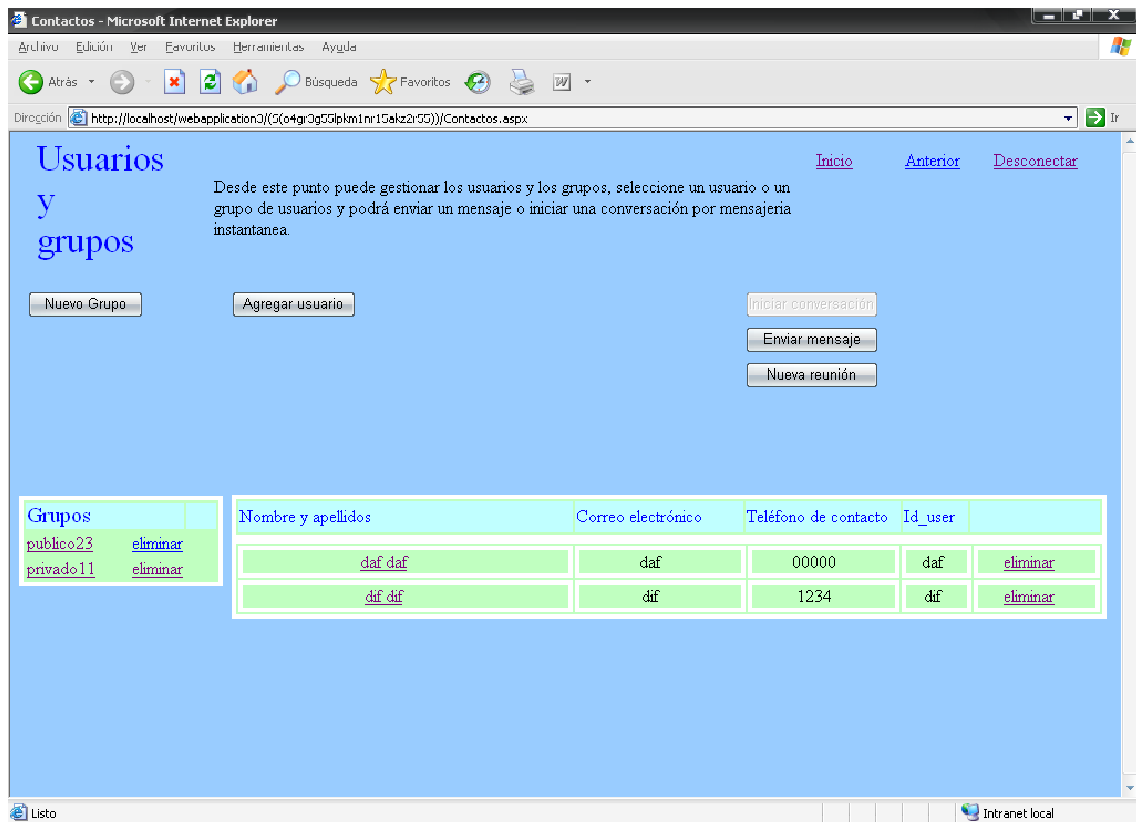 Contactos - Microsoft Internet Explorer
Archivo Edición Ver Favoritos Herramientas Ayuda
Atrás Búsqueda Favoritos
Dirección http://localhost/webapplication3/(S(o4gr3g55lpkm1nr15akz2r55))/Contactos.aspx Ir
Usuarios
y
grupos
Inicio Anterior Desconectar
Desde este punto puede gestionar los usuarios y los grupos, seleccione un usuario o un
grupo de usuarios y podrá enviar un mensaje o iniciar una conversación por mensajeria
instantanea.
Nuevo Grupo Agregar usuario Iniciar conversación
Enviar mensaje
Nueva reunión
Grupos
publico23 eliminar
privado11 eliminar
Nombre y apellidos Correo electrónico Teléfono de contacto Id_user
daf daf daf 00000 daf eliminar
dif dif dif 1234 dif eliminar
Listo Intranet local